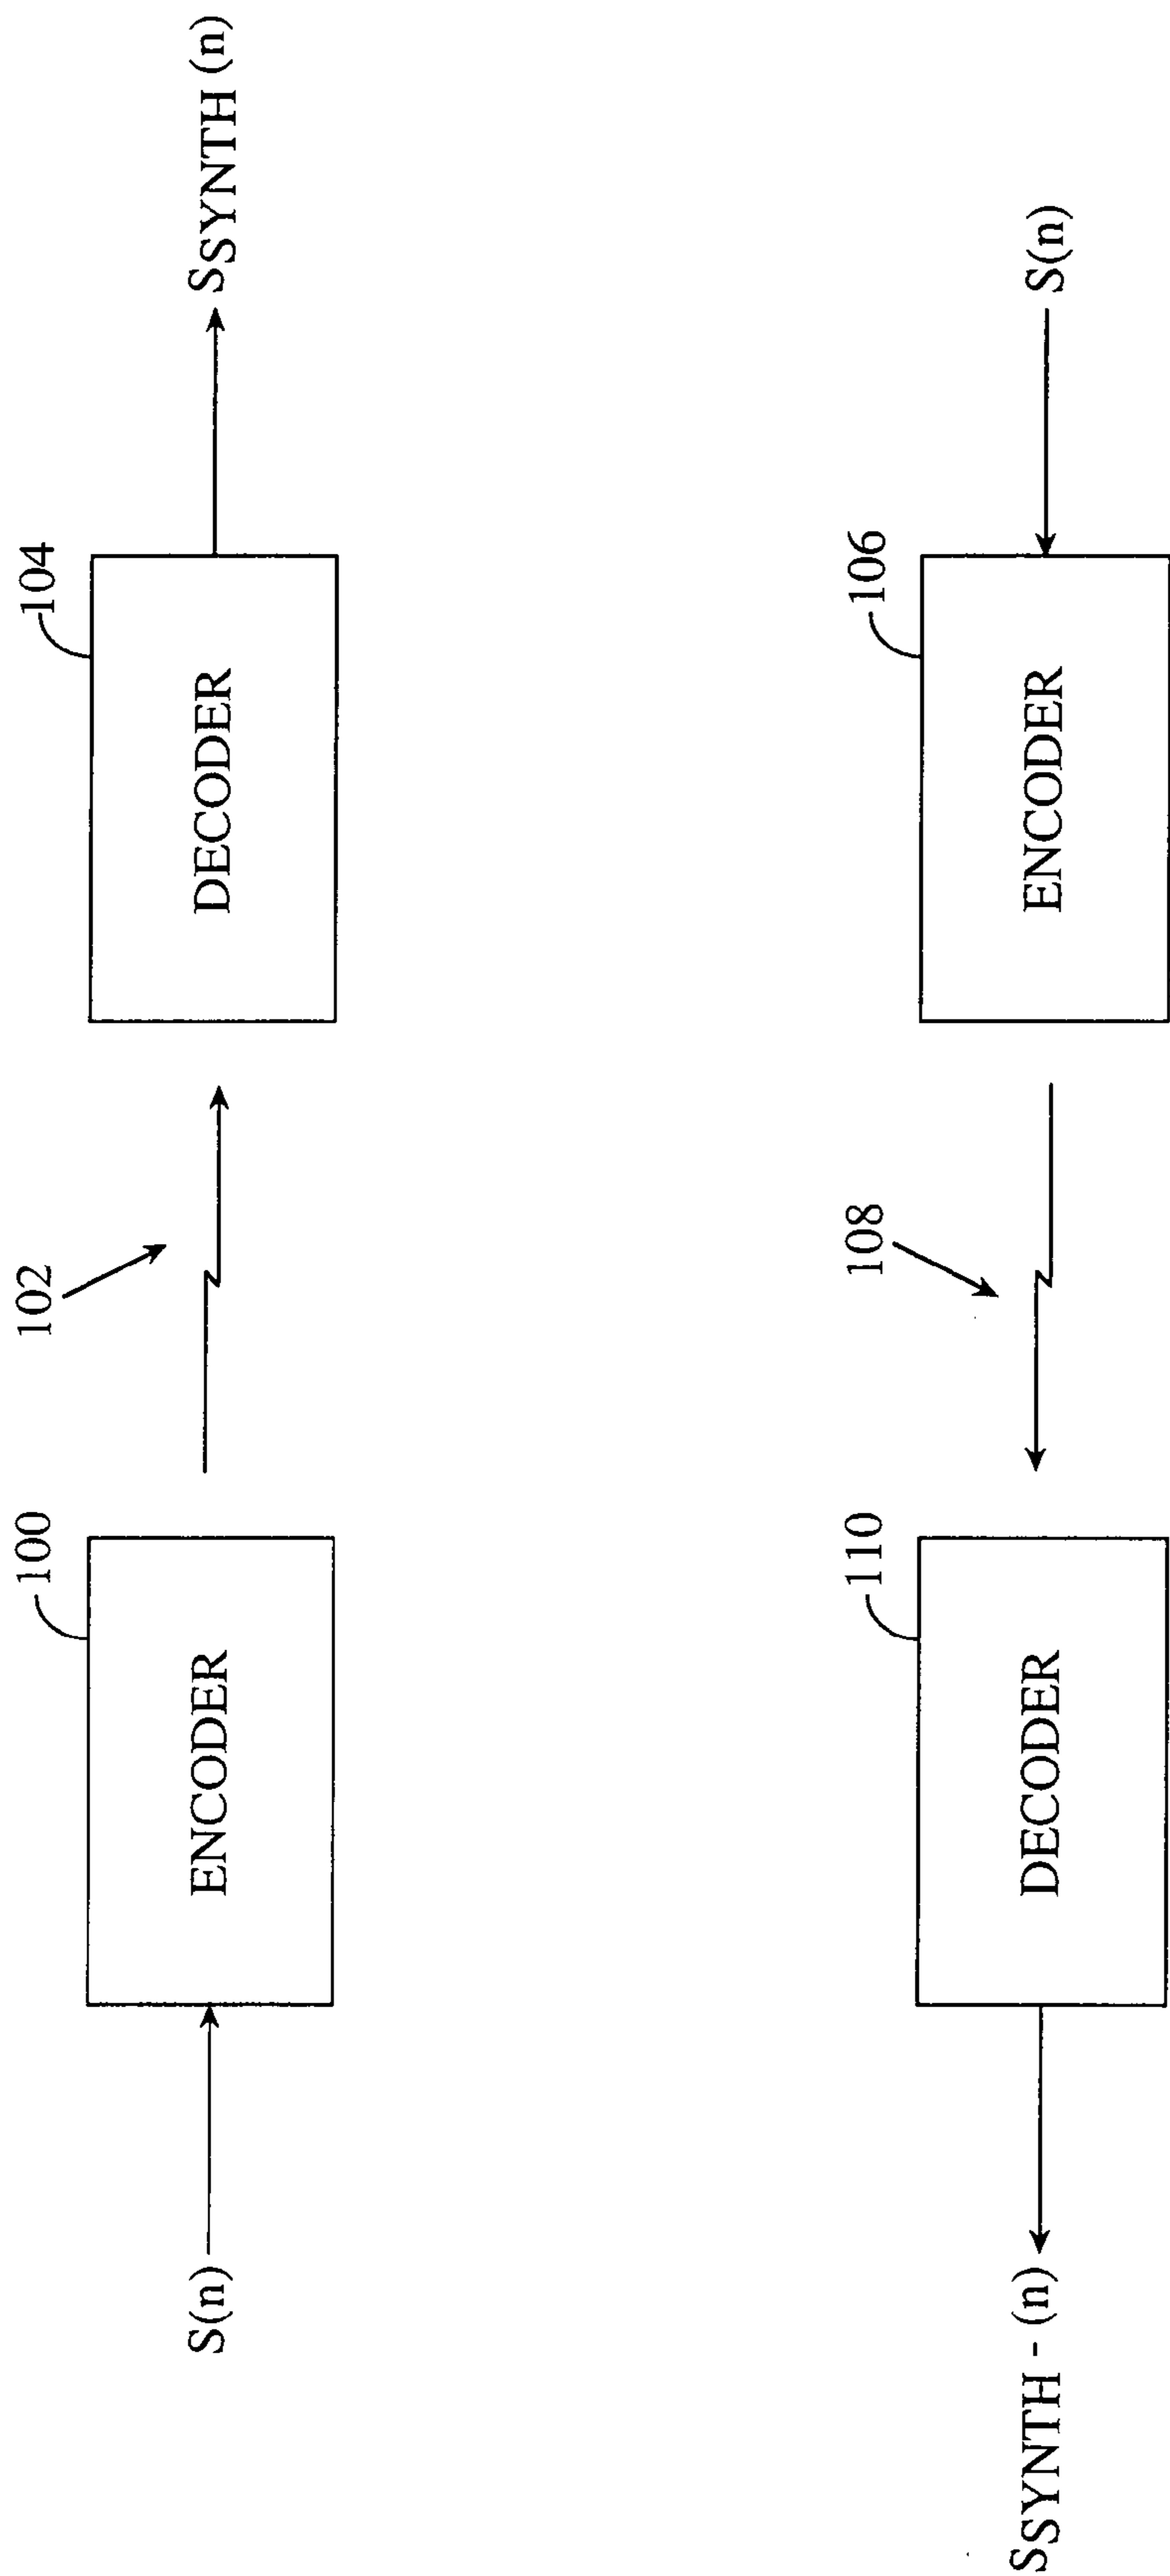 100
102
104
S(n)
ENCODER
DECODER
SSYNTH (n)
110
108
106
SSYNTH - (n)
DECODER
ENCODER
S(n)